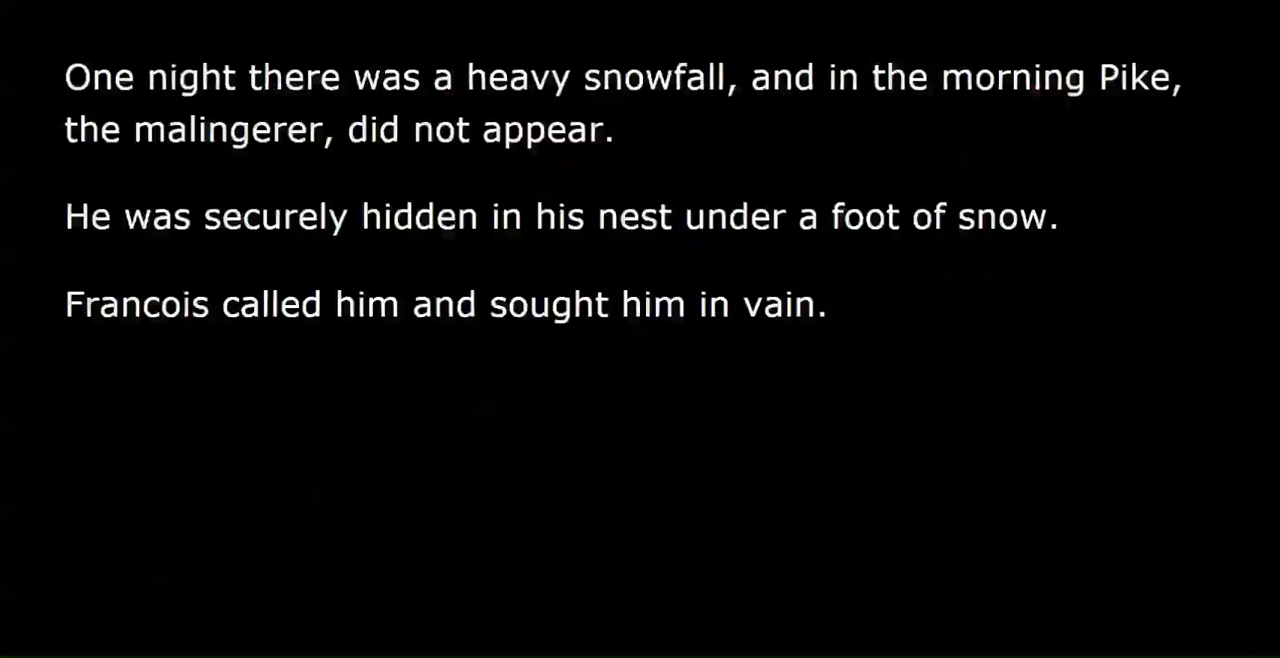 One night there was a heavy snowfall, and in the morning Pike,
the malingerer, did not appear.
He was securely hidden in his nest under a foot of snow.
Francois called him and sought him in vain.